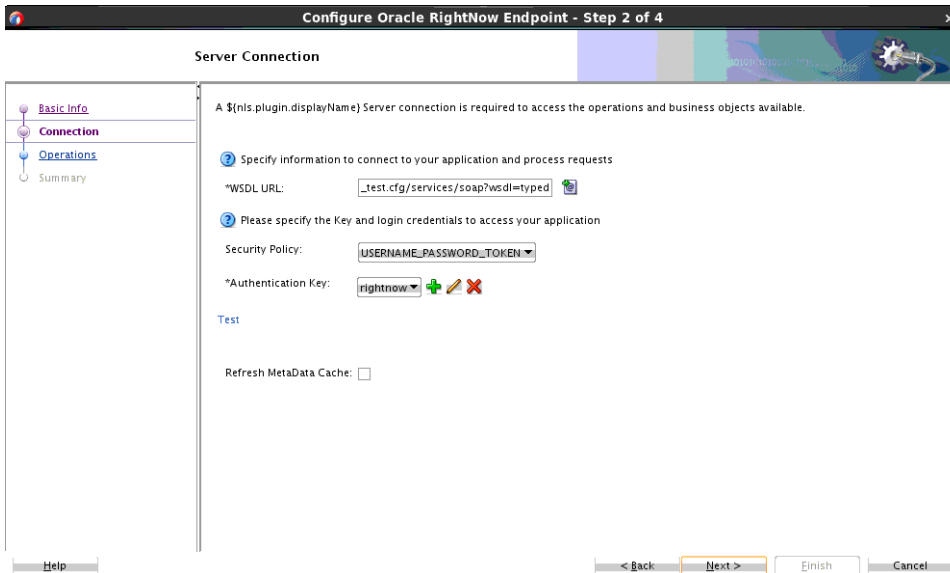 Configure Oracle RightNow Endpoint - Step 2 of 4
Server Connection
Basic Info
Connection
Operations
Summary
A ${nls.plugin.displayName} Server connection is required to access the operations and business objects available.
Specify information to connect to your application and process requests
*WSDL URL: _test.cfg/services/soap?wsdl=typed
Please specify the Key and login credentials to access your application
Security Policy: USERNAME_PASSWORD_TOKEN
*Authentication Key: rightnow
Test
Refresh MetaData Cache:
Help < Back Next > Finish Cancel